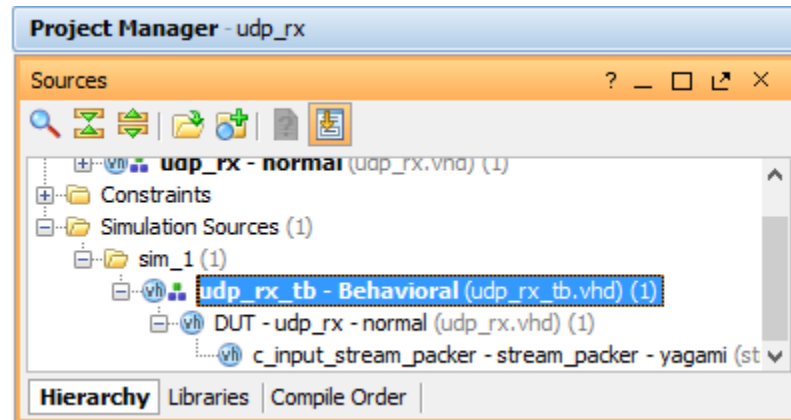 Project Manager - udp_rx
Sources
?
udp_rx - normal (udp_rx.vhd) (1)
Constraints
Simulation Sources (1)
sim_1 (1)
udp_rx_tb - Behavioral (udp_rx_tb.vhd) (1)
DUT - udp_rx - normal (udp_rx.vhd) (1)
c_input_stream_packer - stream_packer - yagami (st
Hierarchy Libraries Compile Order